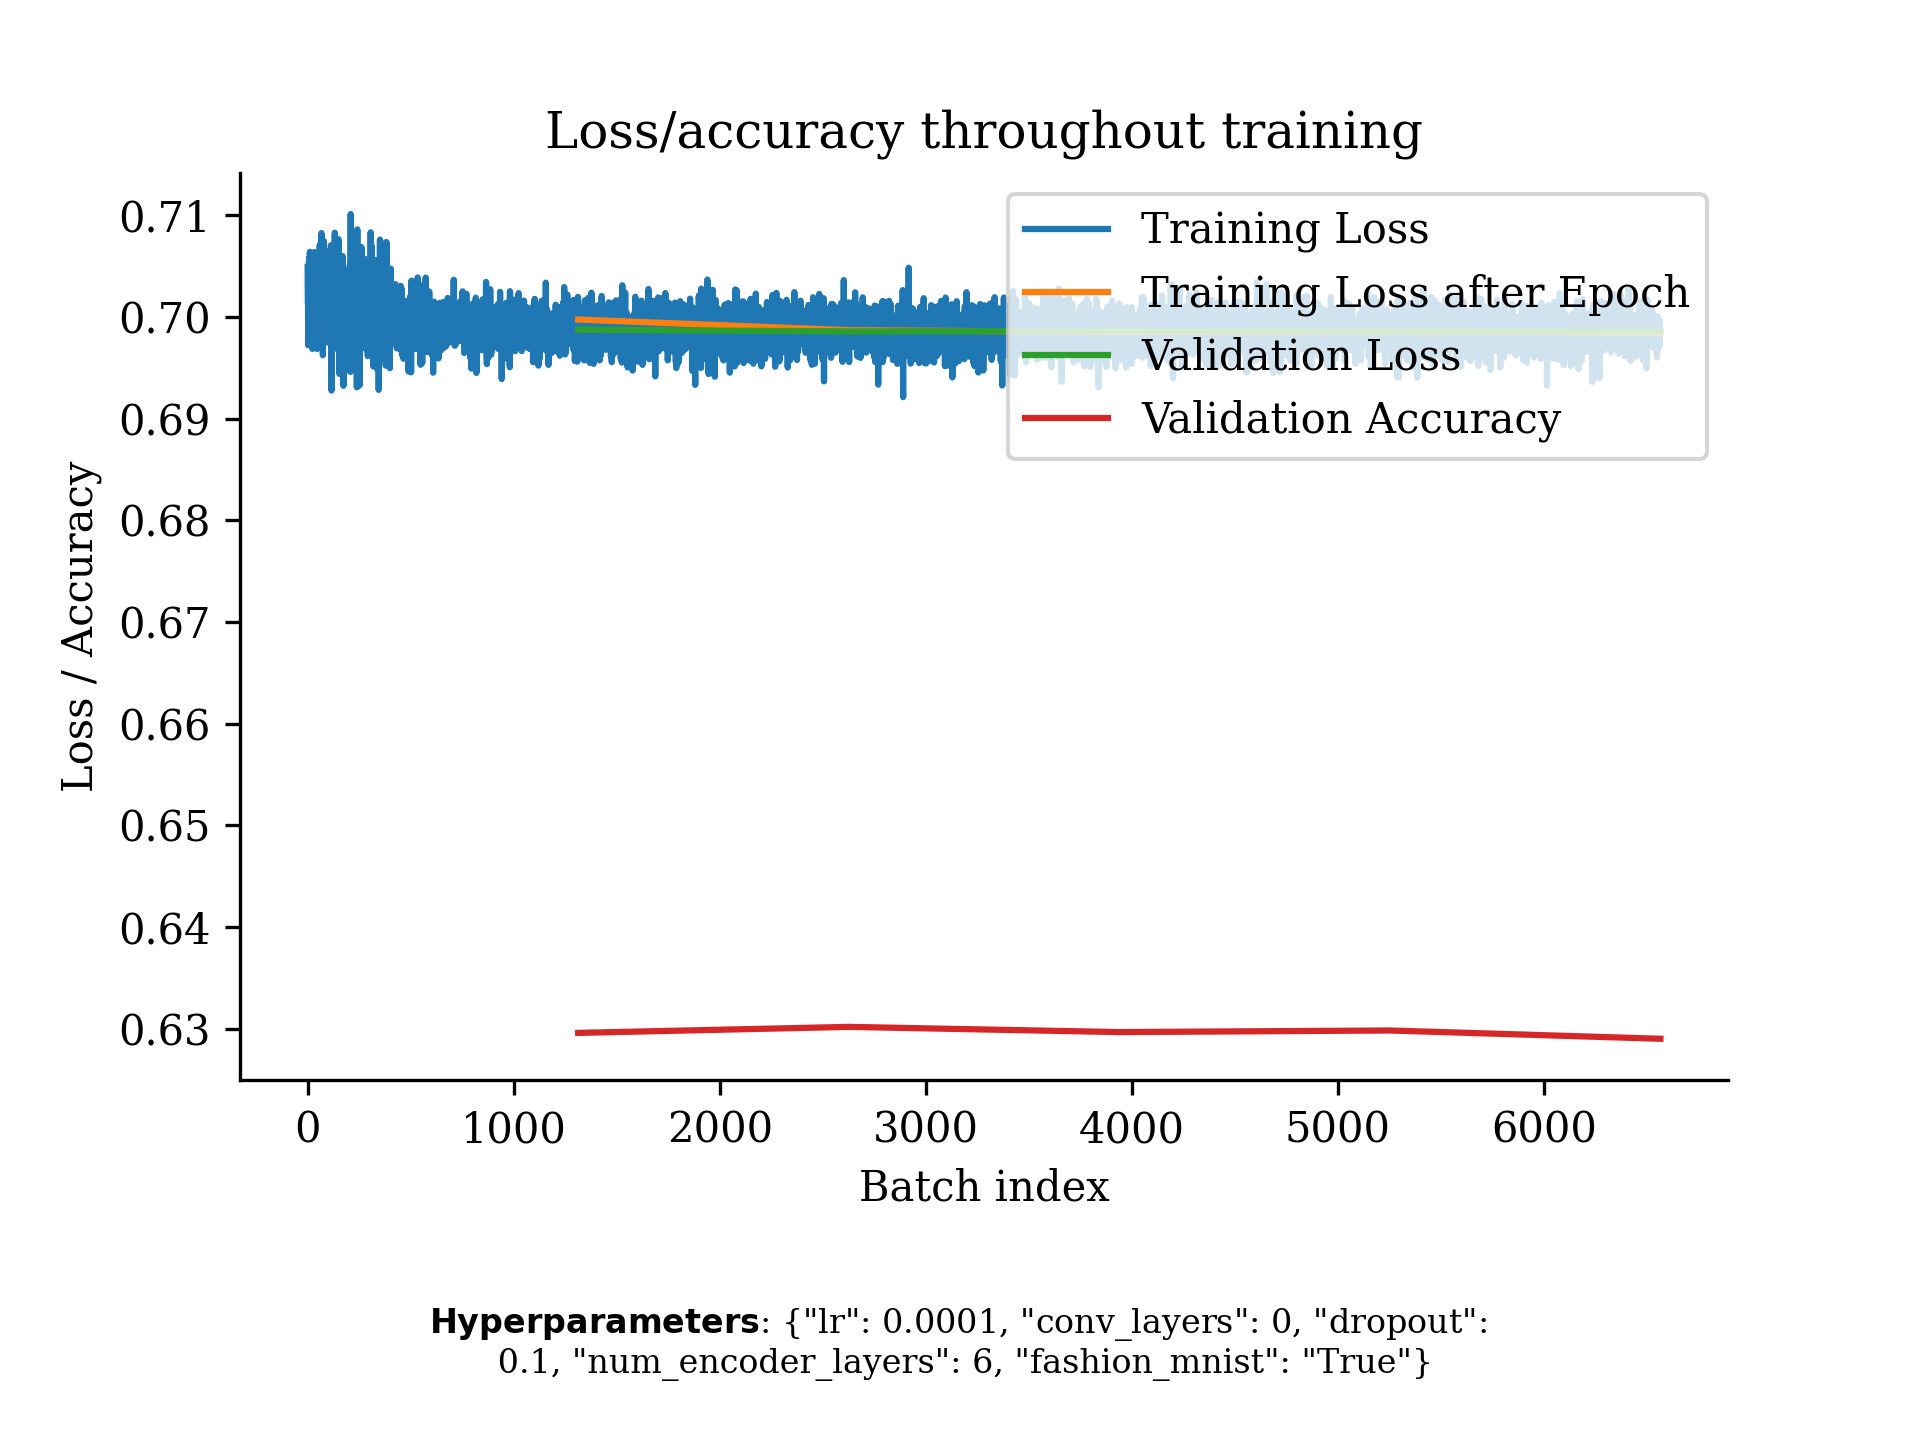 Loss/accuracy throughout training
0.71
0.70
0.69
0.68
0.67
0.66
0.65
0.64
0.63
Loss / Accuracy
Training Loss
Training Loss after Epoch
Validation Loss
Validation Accuracy
0 1000 2000 3000 4000 5000 6000
Batch index
Hyperparameters: {"lr": 0.0001, "conv_layers": 0, "dropout":
0.1, "num_encoder_layers": 6, "fashion_mnist": "True"}